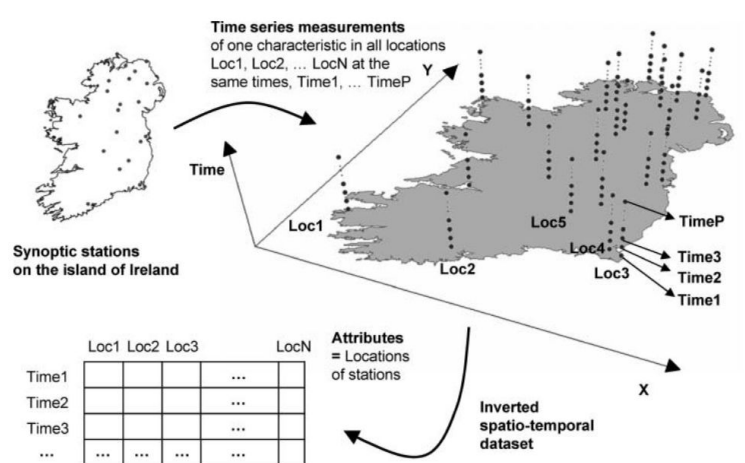 Time series measurements
of one characteristic in all locations
Loc1, Loc2, ... LocN at the
same times, Time1, ... TimeP
Y
Time
Loc1
Loc2
Loc5
Loc4
Loc3
TimeP
Time3
Time2
Time1
X
Synoptic stations
on the island of Ireland
Attributes
= Locations
of stations
Inverted
spatio-temporal
dataset
Loc1 Loc2 Loc3 LocN
Time1 ...
Time2 ...
Time3 ...
... ... ... ... ...